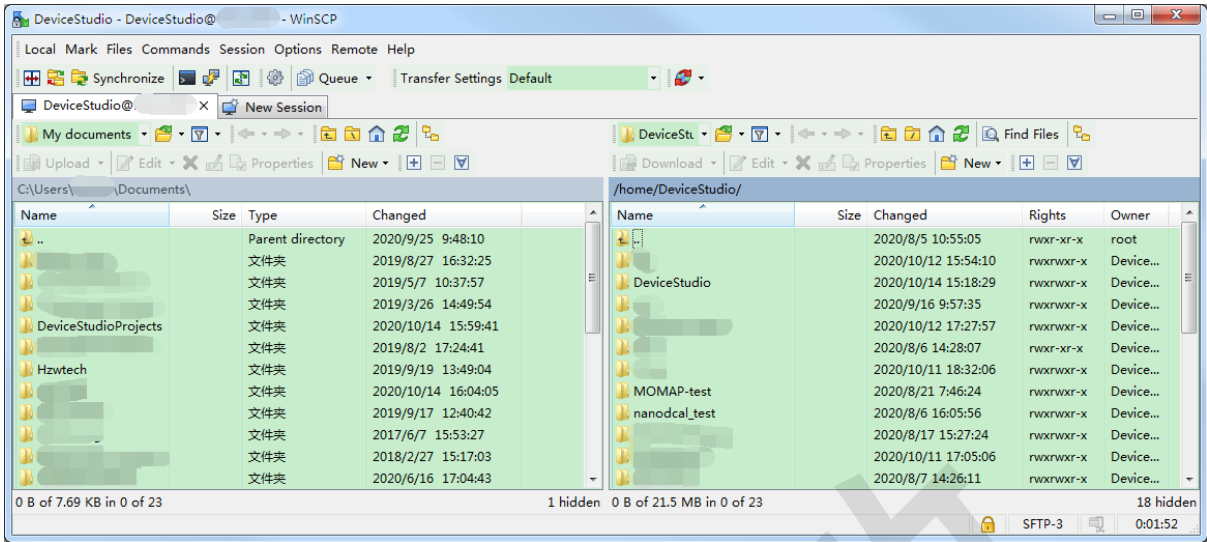 DeviceStudio - DeviceStudio@ - WinSCP
Local Mark Files Commands Session Options Remote Help
Synchronize Queue Transfer Settings Default
DeviceStudio@ X New Session
My documents DeviceStu Find Files
Upload Edit Properties New Download Edit Properties New
C:\Users\ \Documents\ /home/DeviceStudio/
Name Size Type Changed Name Size Changed Rights Owner
.. Parent directory 2020/9/25 9:48:10 .. 2020/8/5 10:55:05 rwxr-xr-x root
文件夹 2019/8/27 16:32:25 2020/10/12 15:54:10 rwxrwxr-x Device...
文件夹 2019/5/7 10:37:57 DeviceStudio 2020/10/14 15:18:29 rwxrwxr-x Device...
文件夹 2019/3/26 14:49:54 2020/9/16 9:57:35 rwxrwxr-x Device...
DeviceStudioProjects 文件夹 2020/10/14 15:59:41 2020/10/12 17:27:57 rwxrwxr-x Device...
文件夹 2019/8/2 17:24:41 2020/8/6 14:28:07 rwxr-xr-x Device...
Hzwtech 文件夹 2019/9/19 13:49:04 2020/10/11 18:32:06 rwxrwxr-x Device...
文件夹 2020/10/14 16:04:05 MOMAP-test 2020/8/21 7:46:24 rwxrwxr-x Device...
文件夹 2019/9/17 12:40:42 nanodcal_test 2020/8/6 16:05:56 rwxrwxr-x Device...
文件夹 2017/6/7 15:53:27 2020/8/17 15:27:24 rwxrwxr-x Device...
文件夹 2018/2/27 15:17:03 2020/10/11 17:05:06 rwxrwxr-x Device...
文件夹 2020/6/16 17:04:43 2020/8/7 14:26:11 rwxrwxr-x Device...
0 B of 7.69 KB in 0 of 23 1 hidden 0 B of 21.5 MB in 0 of 23 18 hidden
SFTP-3 0:01:52